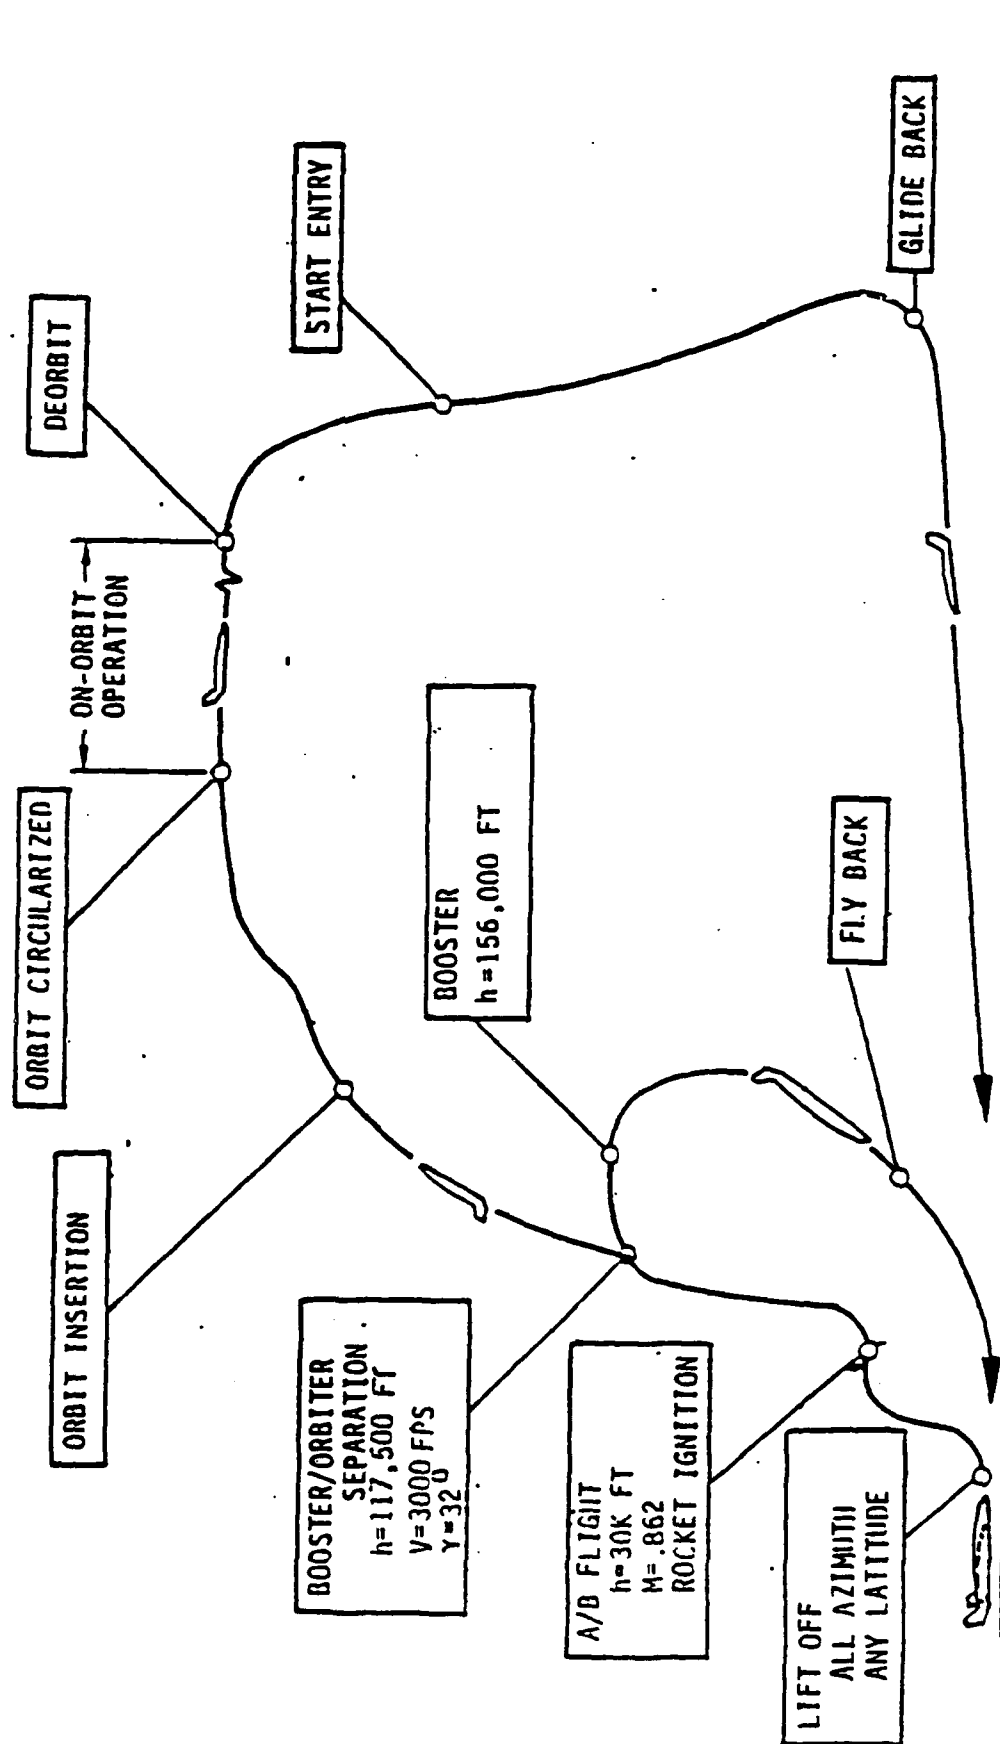 LIFT OFF
ALL AZIMUTH
ANY LATITUDE
A/B FLIGHT
h=30K FT
M=.862
ROCKET IGNITION
BOOSTER/ORBITER
SEPARATION
h=117,500 FT
V=3000 FPS
γ=32°
ORBIT INSERTION
BOOSTER
h=156,000 FT
FLY BACK
ORBIT CIRCULARIZED
ON-ORBIT
OPERATION
DEORBIT
START ENTRY
GLIDE BACK